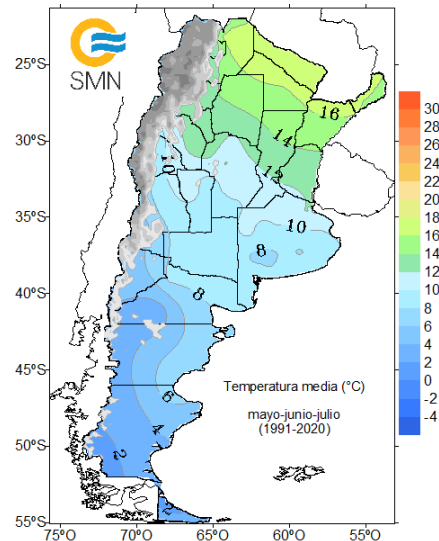 SMN
25°S
30°S
35°S
40°S
45°S
50°S
55°S
75°O
70°O
65°O
60°O
55°O
16
14
12
10
10
8
8
6
4
2
2
Temperatura media (°C)
mayo-junio-julio
(1991-2020)
30
28
26
24
22
20
18
16
14
12
10
8
6
4
2
0
-2
-4